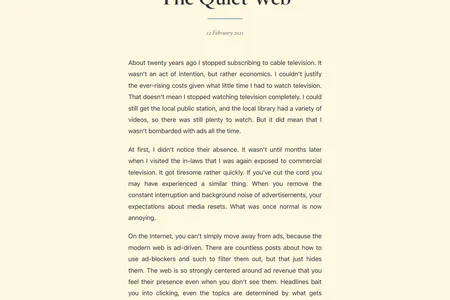 The Quiet Web
12 February 2021
About twenty years ago I stopped subscribing to cable television. It
wasn't an act of intention, but rather economics. I couldn't justify
the ever-rising costs given what little time I had to watch television.
That doesn't mean I stopped watching television completely. I could
still get the local public station, and the local library had a variety of
videos, so there was still plenty to watch. But it did mean that I
wasn't bombarded with ads all the time.
At first, I didn't notice their absence. It wasn't until months later
when I visited the in-laws that I was again exposed to commercial
television. It got tiresome rather quickly. If you've cut the cord you
may have experienced a similar thing. When you remove the
constant interruption and background noise of advertisements, your
expectations about media resets. What was once normal is now
annoying.
On the Internet, you can't simply move away from ads, because the
modern web is ad-driven. There are countless posts about how to
use ad-blockers and such to filter them out, but that just hides
them. The web is so strongly centered around ad revenue that you
feel their presence even when you don't see them. Headlines bait
you into clicking, even the topics are determined by what gets